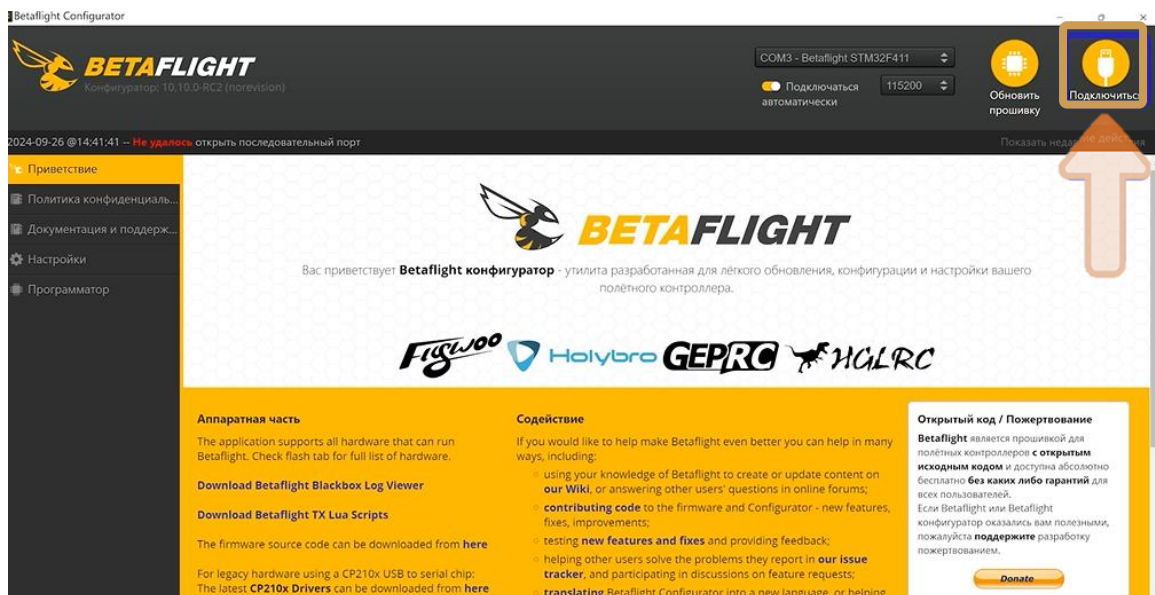 Betaflight Configurator
BETAFLIGHT
Конфигуратор: 10.10.0-RC2 (norevision)
COM3 - Betaflight STM32F411
Подключаться автоматически
115200
Обновить прошивку
Подключиться
2024-09-26 @14:41:41 -- Не удалось открыть последовательный порт
Показать недавние действия
Приветствие
Политика конфиденциаль...
Документация и поддерж...
Настройки
Программатор
BETAFLIGHT
Вас приветствует Betaflight конфигуратор - утилита разработанная для лёгкого обновления, конфигурации и настройки вашего
полётного контроллера.
Holybro GEPRC HGLRC
Аппаратная часть
The application supports all hardware that can run
Betaflight. Check flash tab for full list of hardware.
Download Betaflight Blackbox Log Viewer
Download Betaflight TX Lua Scripts
The firmware source code can be downloaded from here
For legacy hardware using a CP210x USB to serial chip:
The latest CP210x Drivers can be downloaded from here
Содействие
If you would like to help make Betaflight even better you can help in many
ways, including:
using your knowledge of Betaflight to create or update content on
our Wiki, or answering other users' questions in online forums;
contributing code to the firmware and Configurator - new features,
fixes, improvements;
testing new features and fixes and providing feedback;
helping other users solve the problems they report in our issue
tracker, and participating in discussions on feature requests;
translating Betaflight Configurator into a new language, or helping
Открытый код / Пожертвование
Betaflight является прошивкой для
полётных контроллеров с открытым
исходным кодом и доступна абсолютно
бесплатно без каких либо гарантий для
всех пользователей.
Если Betaflight или Betaflight
конфигуратор оказались вам полезными,
пожалуйста поддержите разработку
пожертвованием.
Donate